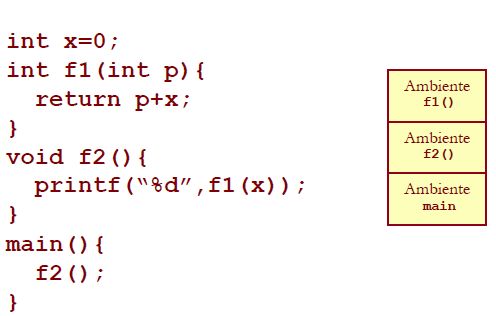 int x=0;
int f1(int p){
return p+x;
}
void f2(){
printf(“%d”,f1(x));
}
main(){
f2();
}
Ambiente
f1()
Ambiente
f2()
Ambiente
main